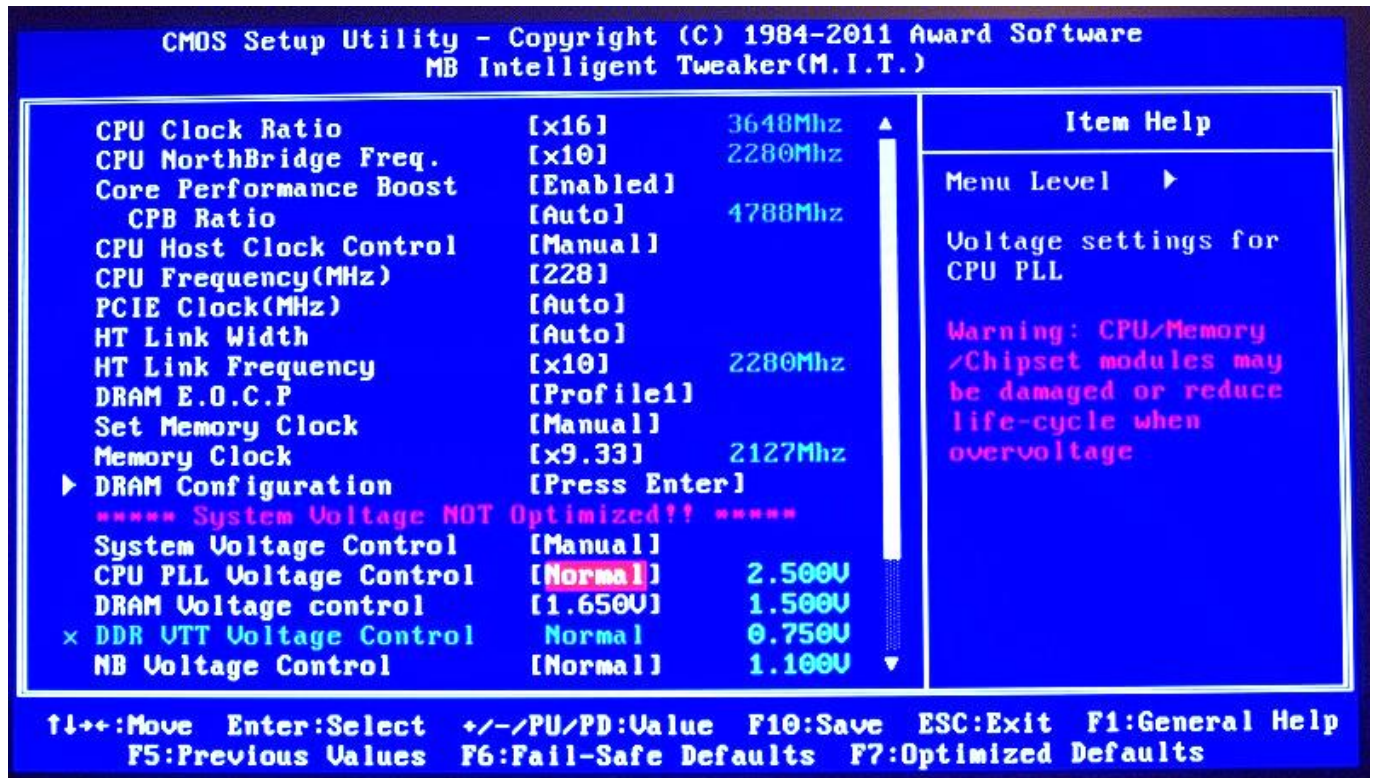 CMOS Setup Utility - Copyright (C) 1984-2011 Award Software
MB Intelligent Tweaker(M.I.T.)
CPU Clock Ratio [x16] 3648Mhz ▲
CPU NorthBridge Freq. [x10] 2280Mhz
Core Performance Boost [Enabled]
CPB Ratio [Auto] 4788Mhz
CPU Host Clock Control [Manual]
CPU Frequency(MHz) [228]
PCIE Clock(MHz) [Auto]
HT Link Width [Auto]
HT Link Frequency [x10] 2280Mhz
DRAM E.O.C.P [Profile1]
Set Memory Clock [Manual]
Memory Clock [x9.33] 2127Mhz
▶ DRAM Configuration [Press Enter]
***** System Voltage NOT Optimized!! *****
System Voltage Control [Manual]
CPU PLL Voltage Control [Normal] 2.500V
DRAM Voltage control [1.650V] 1.500V
x DDR VTT Voltage Control Normal 0.750V
NB Voltage Control [Normal] 1.100V ▼
Item Help
Menu Level ▶
Voltage settings for
CPU PLL
Warning: CPU/Memory
/Chipset modules may
be damaged or reduce
life-cycle when
overvoltage
↑↓→←:Move Enter:Select +/-/PU/PD:Value F10:Save ESC:Exit F1:General Help
F5:Previous Values F6:Fail-Safe Defaults F7:Optimized Defaults